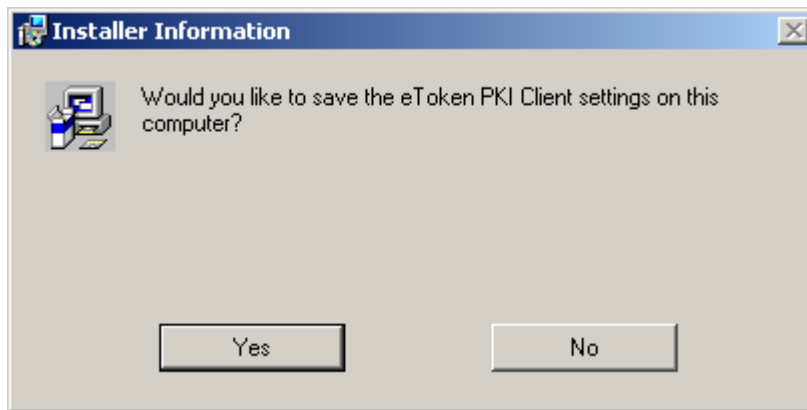 Installer Information
Would you like to save the eToken PKI Client settings on this
computer?
Yes
No